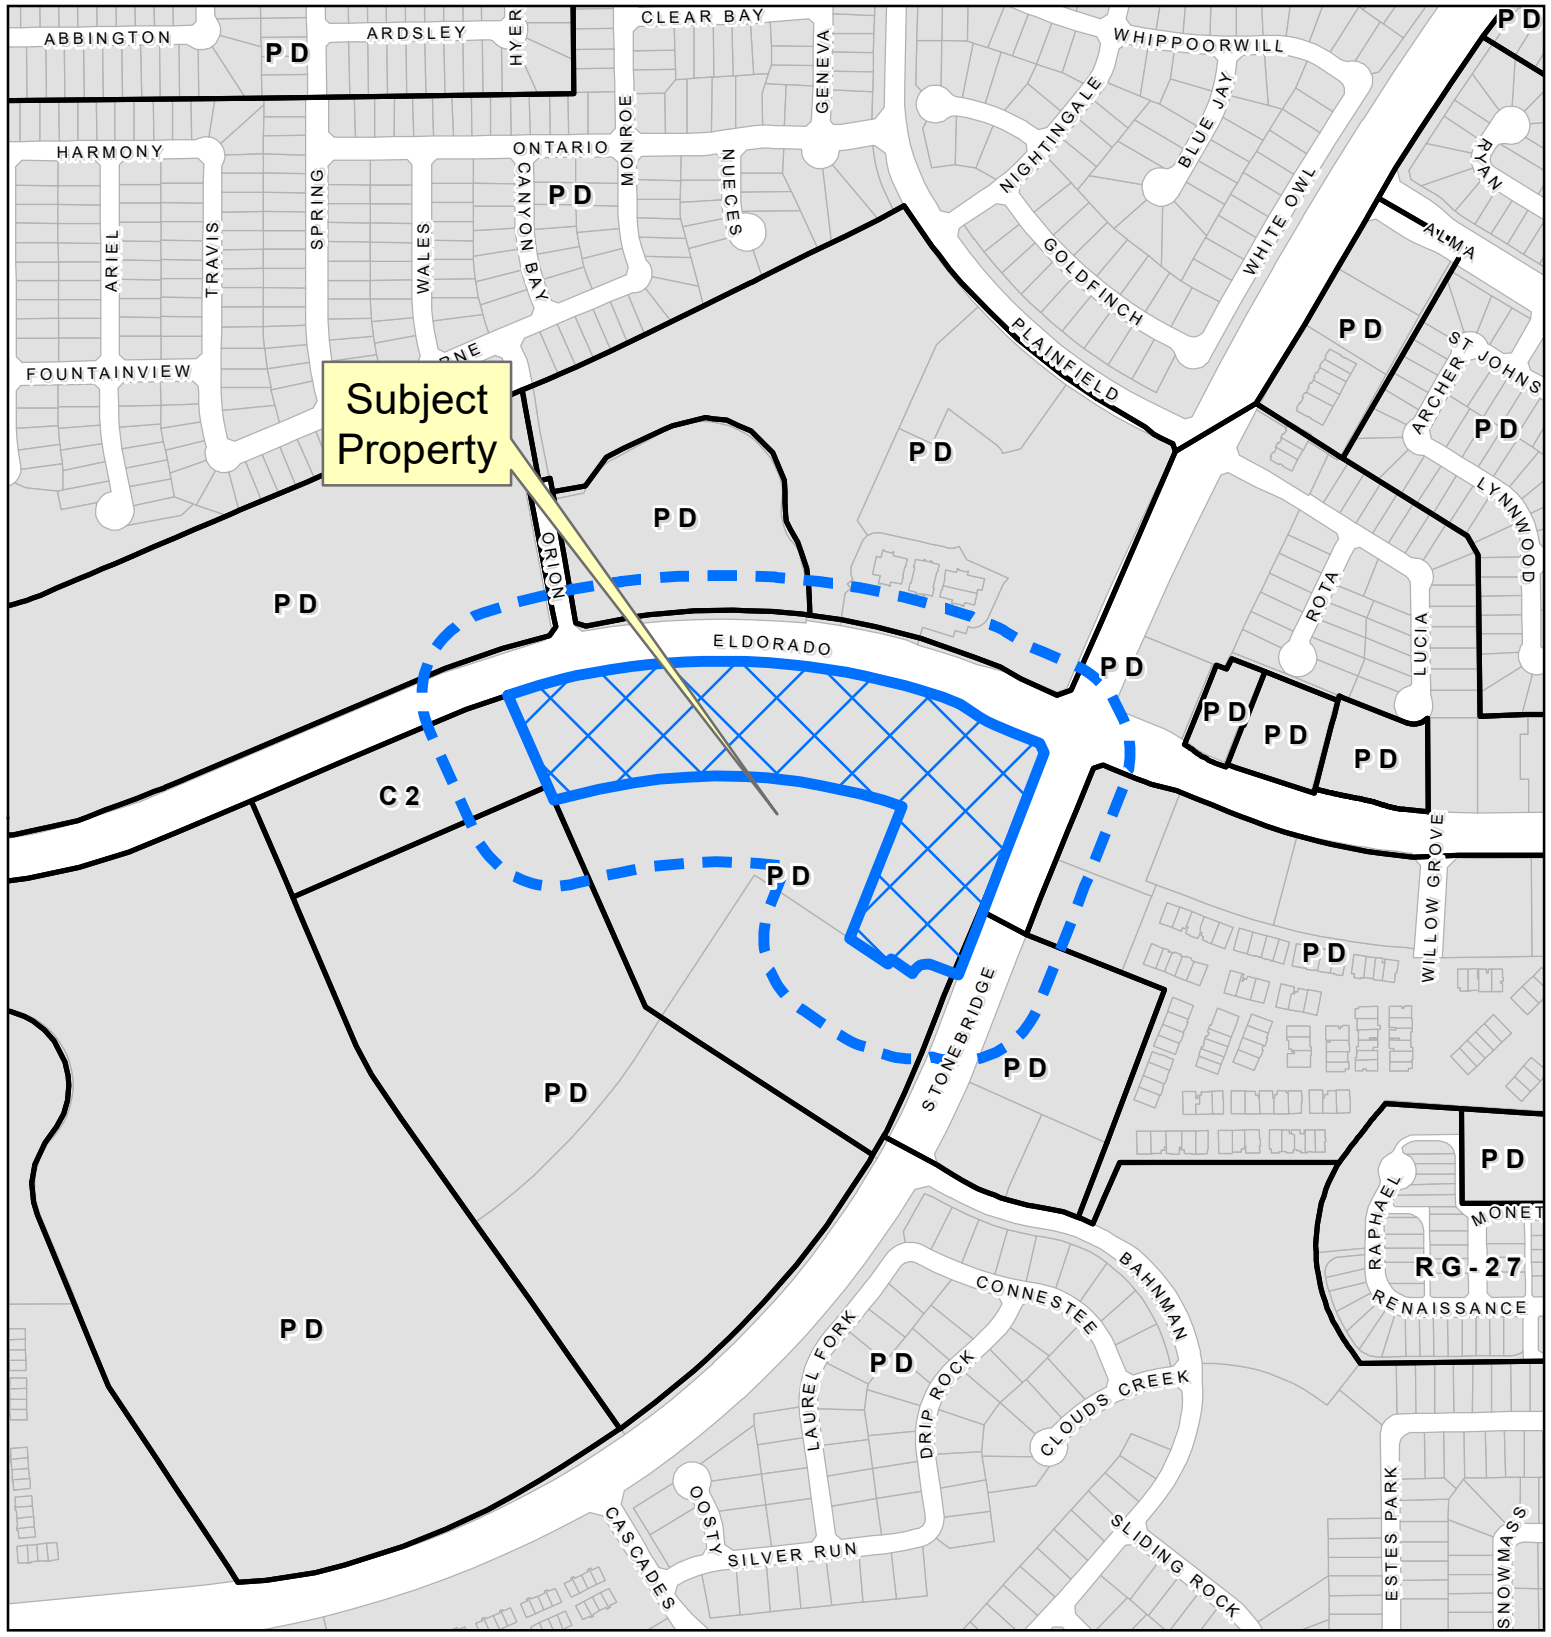 CLEAR BAY
PD
ABBINGTON
PD
ARDSLEY
HYER
GENEVA
WHIPPOORWILL
NIGHTINGALE
BLUE JAY
HARMONY
ONTARIO
MONROE
NUECES
CANYON BAY
PD
RYAN
SPRING
WALES
ARIEL
TRAVIS
WHITE OWL
GOLDFINCH
ALMA
PD
PLAINFIELD
ST JOHNS
ARCHER
FOUNTAINVIEW
RNE
Subject
Property
PD
PD
PD
LYNNWOOD
ORION
PD
ROTA
LUCIA
ELDORADO
PD
PD
PD
PD
C2
WILLOW GROVE
PD
PD
STONEBRIDGE
PD
PD
PD
RAPHAEL
MONET
RG-27
RENAISSANCE
BAHNMAN
CONNESTEE
PD
LAUREL FORK
PD
DRIP ROCK
CLOUDS CREEK
OOSTY
CASCADES
SILVER RUN
SLIDING ROCK
ESTES PARK
SNOWMASS